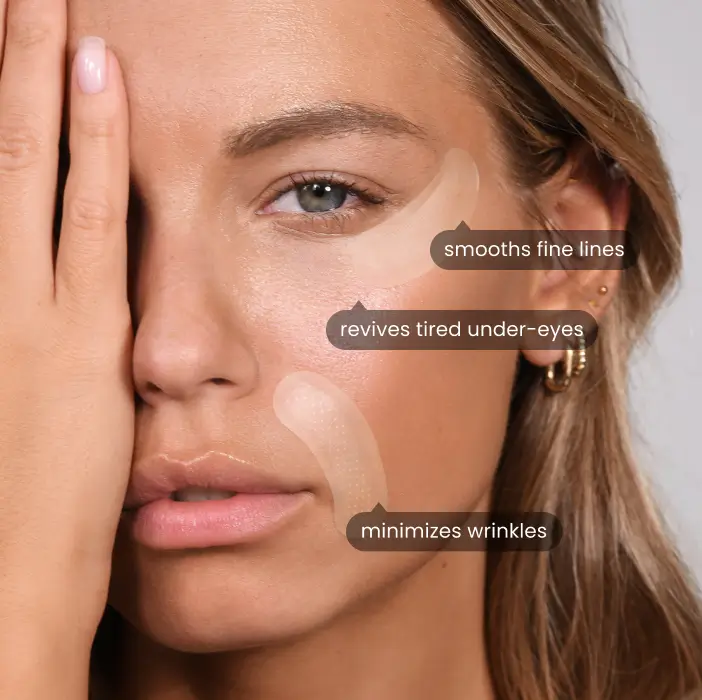 smooths fine lines
revives tired under-eyes
minimizes wrinkles